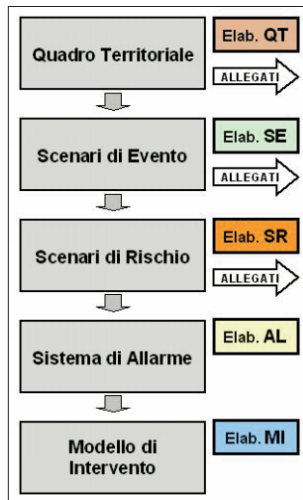 Quadro Territoriale
Elab. QT
ALLEGATI
Scenari di Evento
Elab. SE
ALLEGATI
Scenari di Rischio
Elab. SR
ALLEGATI
Sistema di Allarme
Elab. AL
Modello di
Intervento
Elab. MI